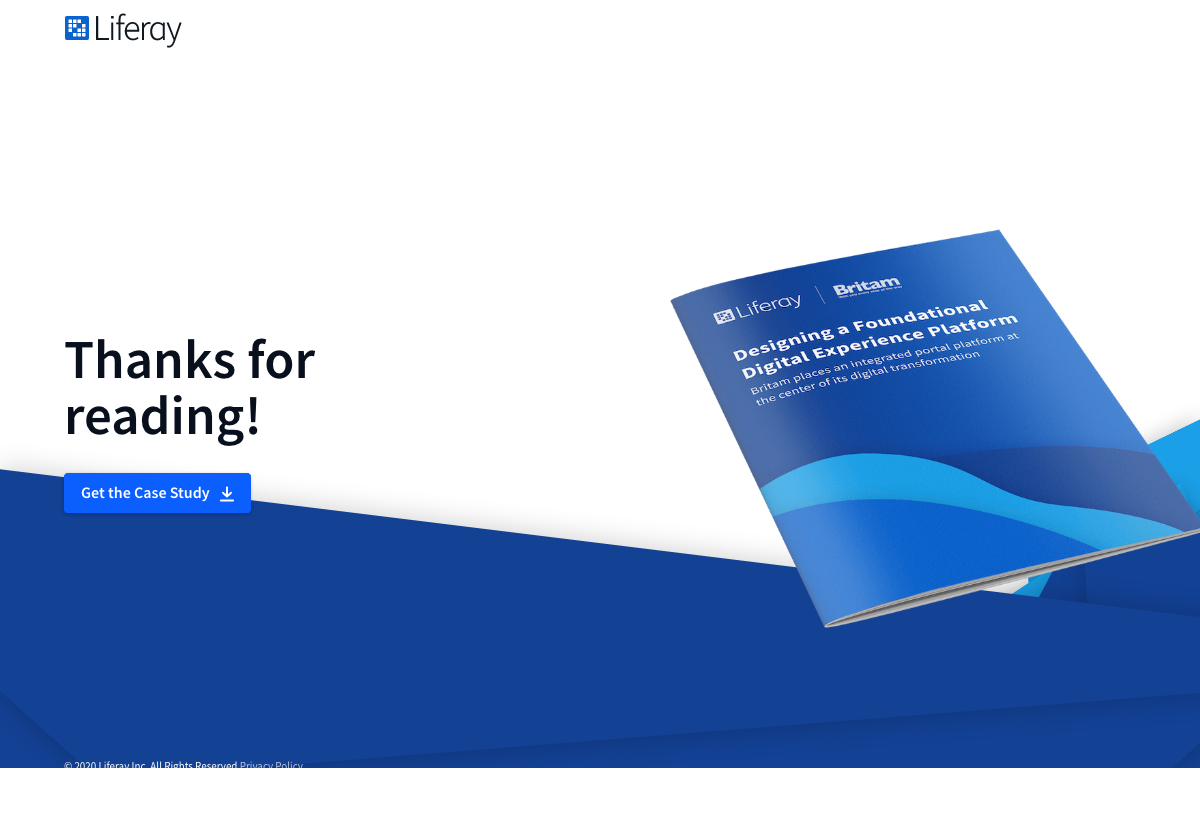 Liferay
Thanks for
reading!
Get the Case Study
Liferay
Britam
Designing a Foundational
Digital Experience Platform
Britam places an integrated portal platform at
the center of its digital transformation
© 2020 Liferay Inc. All Rights Reserved Privacy Policy